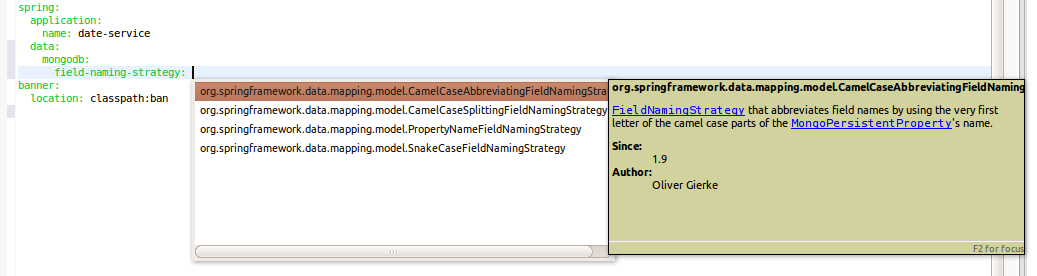 spring:
application:
name: date-service
data:
mongodb:
field-naming-strategy:
banner:
location: classpath:ban
org.springframework.data.mapping.model.CamelCaseAbbreviatingFieldNamingStra
org.springframework.data.mapping.model.CamelCaseSplittingFieldNamingStrategy
org.springframework.data.mapping.model.PropertyNameFieldNamingStrategy
org.springframework.data.mapping.model.SnakeCaseFieldNamingStrategy
org.springframework.data.mapping.model.CamelCaseAbbreviatingFieldNaming
FieldNamingStrategy that abbreviates field names by using the very first
letter of the camel case parts of the MongoPersistentProperty's name.
Since:
1.9
Author:
Oliver Gierke
F2 for focus